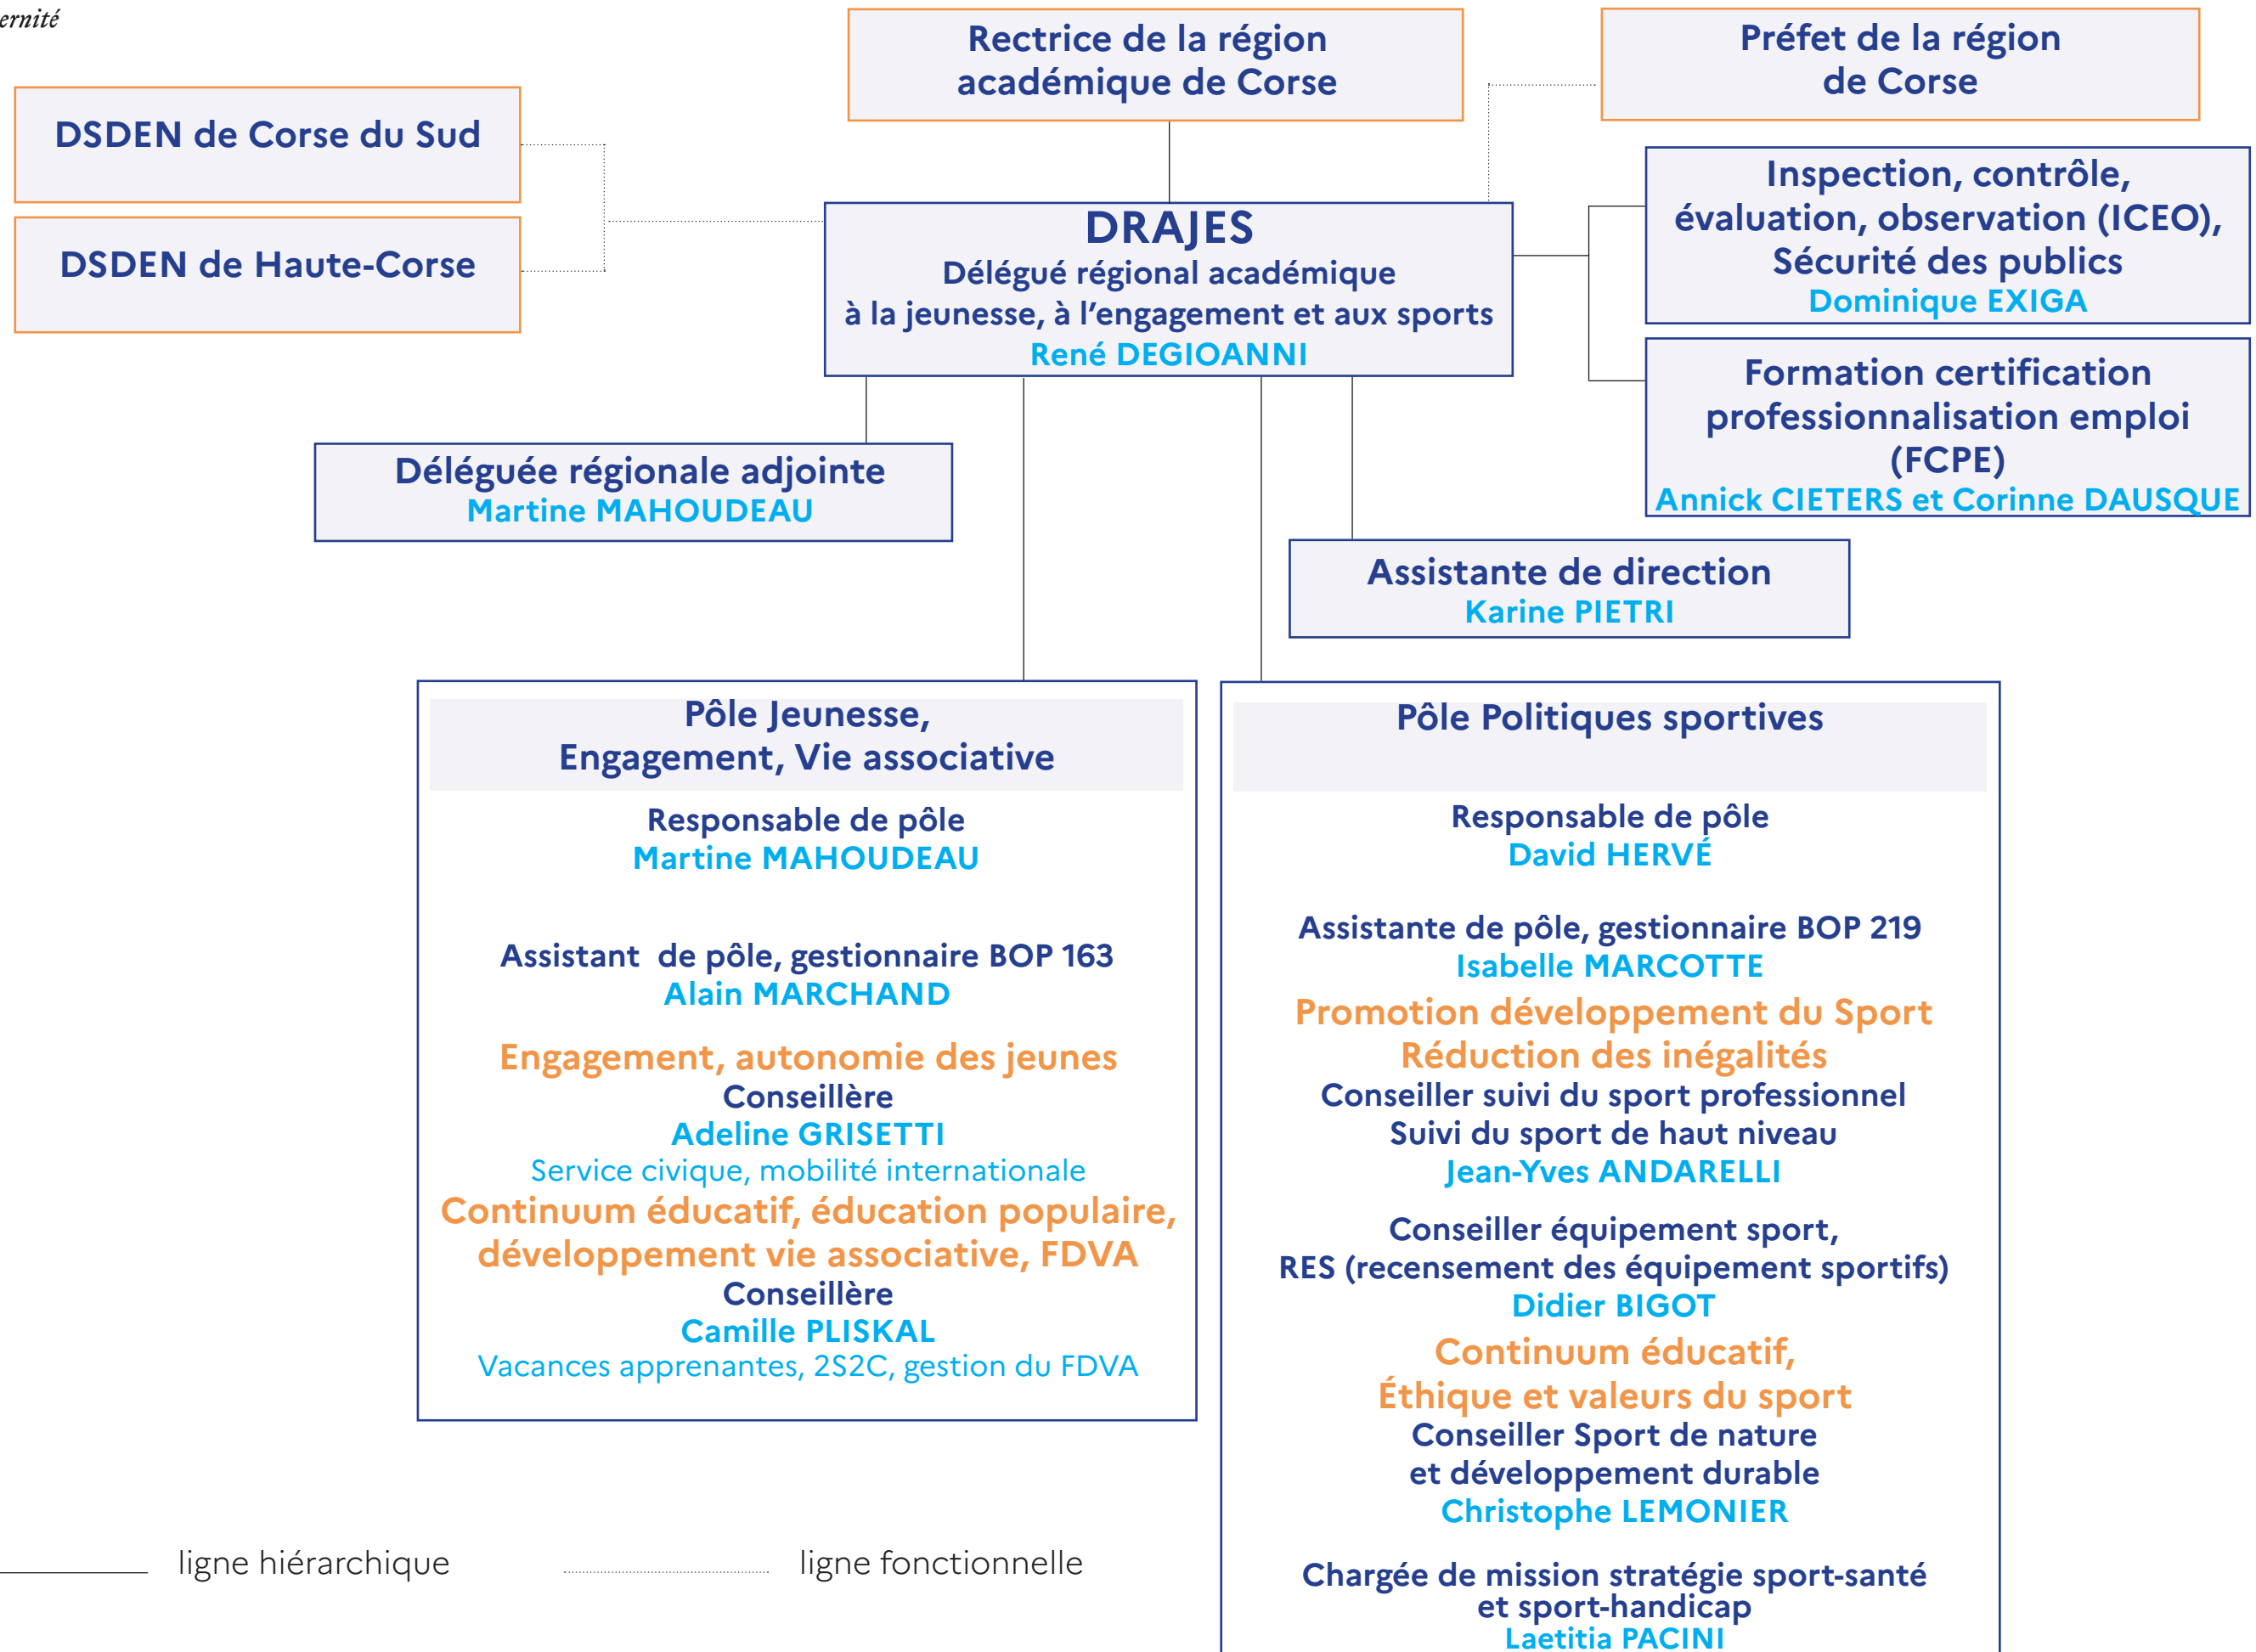 Rectrice de la région
académique de Corse
Préfet de la région
de Corse
DSDEN de Corse du Sud
DSDEN de Haute-Corse
DRAJES
Délégué régional académique
à la jeunesse, à l’engagement et aux sports
René DEGIOANNI
Inspection, contrôle,
évaluation, observation (ICEO),
Sécurité des publics
Dominique EXIGA
Formation certification
professionnalisation emploi
(FCPE)
Annick CIETERS et Corinne DAUSQUE
Déléguée régionale adjointe
Martine MAHOUDEAU
Assistante de direction
Karine PIETRI
Pôle Jeunesse,
Engagement, Vie associative
Responsable de pôle
Martine MAHOUDEAU
Assistant de pôle, gestionnaire BOP 163
Alain MARCHAND
Engagement, autonomie des jeunes
Conseillère
Adeline GRISETTI
Service civique, mobilité internationale
Continuum éducatif, éducation populaire,
développement vie associative, FDVA
Conseillère
Camille PLISKAL
Vacances apprenantes, 2S2C, gestion du FDVA
Pôle Politiques sportives
Responsable de pôle
David HERVÉ
Assistante de pôle, gestionnaire BOP 219
Isabelle MARCOTTE
Promotion développement du Sport
Réduction des inégalités
Conseiller suivi du sport professionnel
Suivi du sport de haut niveau
Jean-Yves ANDARELLI
Conseiller équipement sport,
RES (recensement des équipement sportifs)
Didier BIGOT
Continuum éducatif,
Éthique et valeurs du sport
Conseiller Sport de nature
et développement durable
Christophe LEMONIER
Chargée de mission stratégie sport-santé
et sport-handicap
Laetitia PACINI
ligne hiérarchique
ligne fonctionnelle